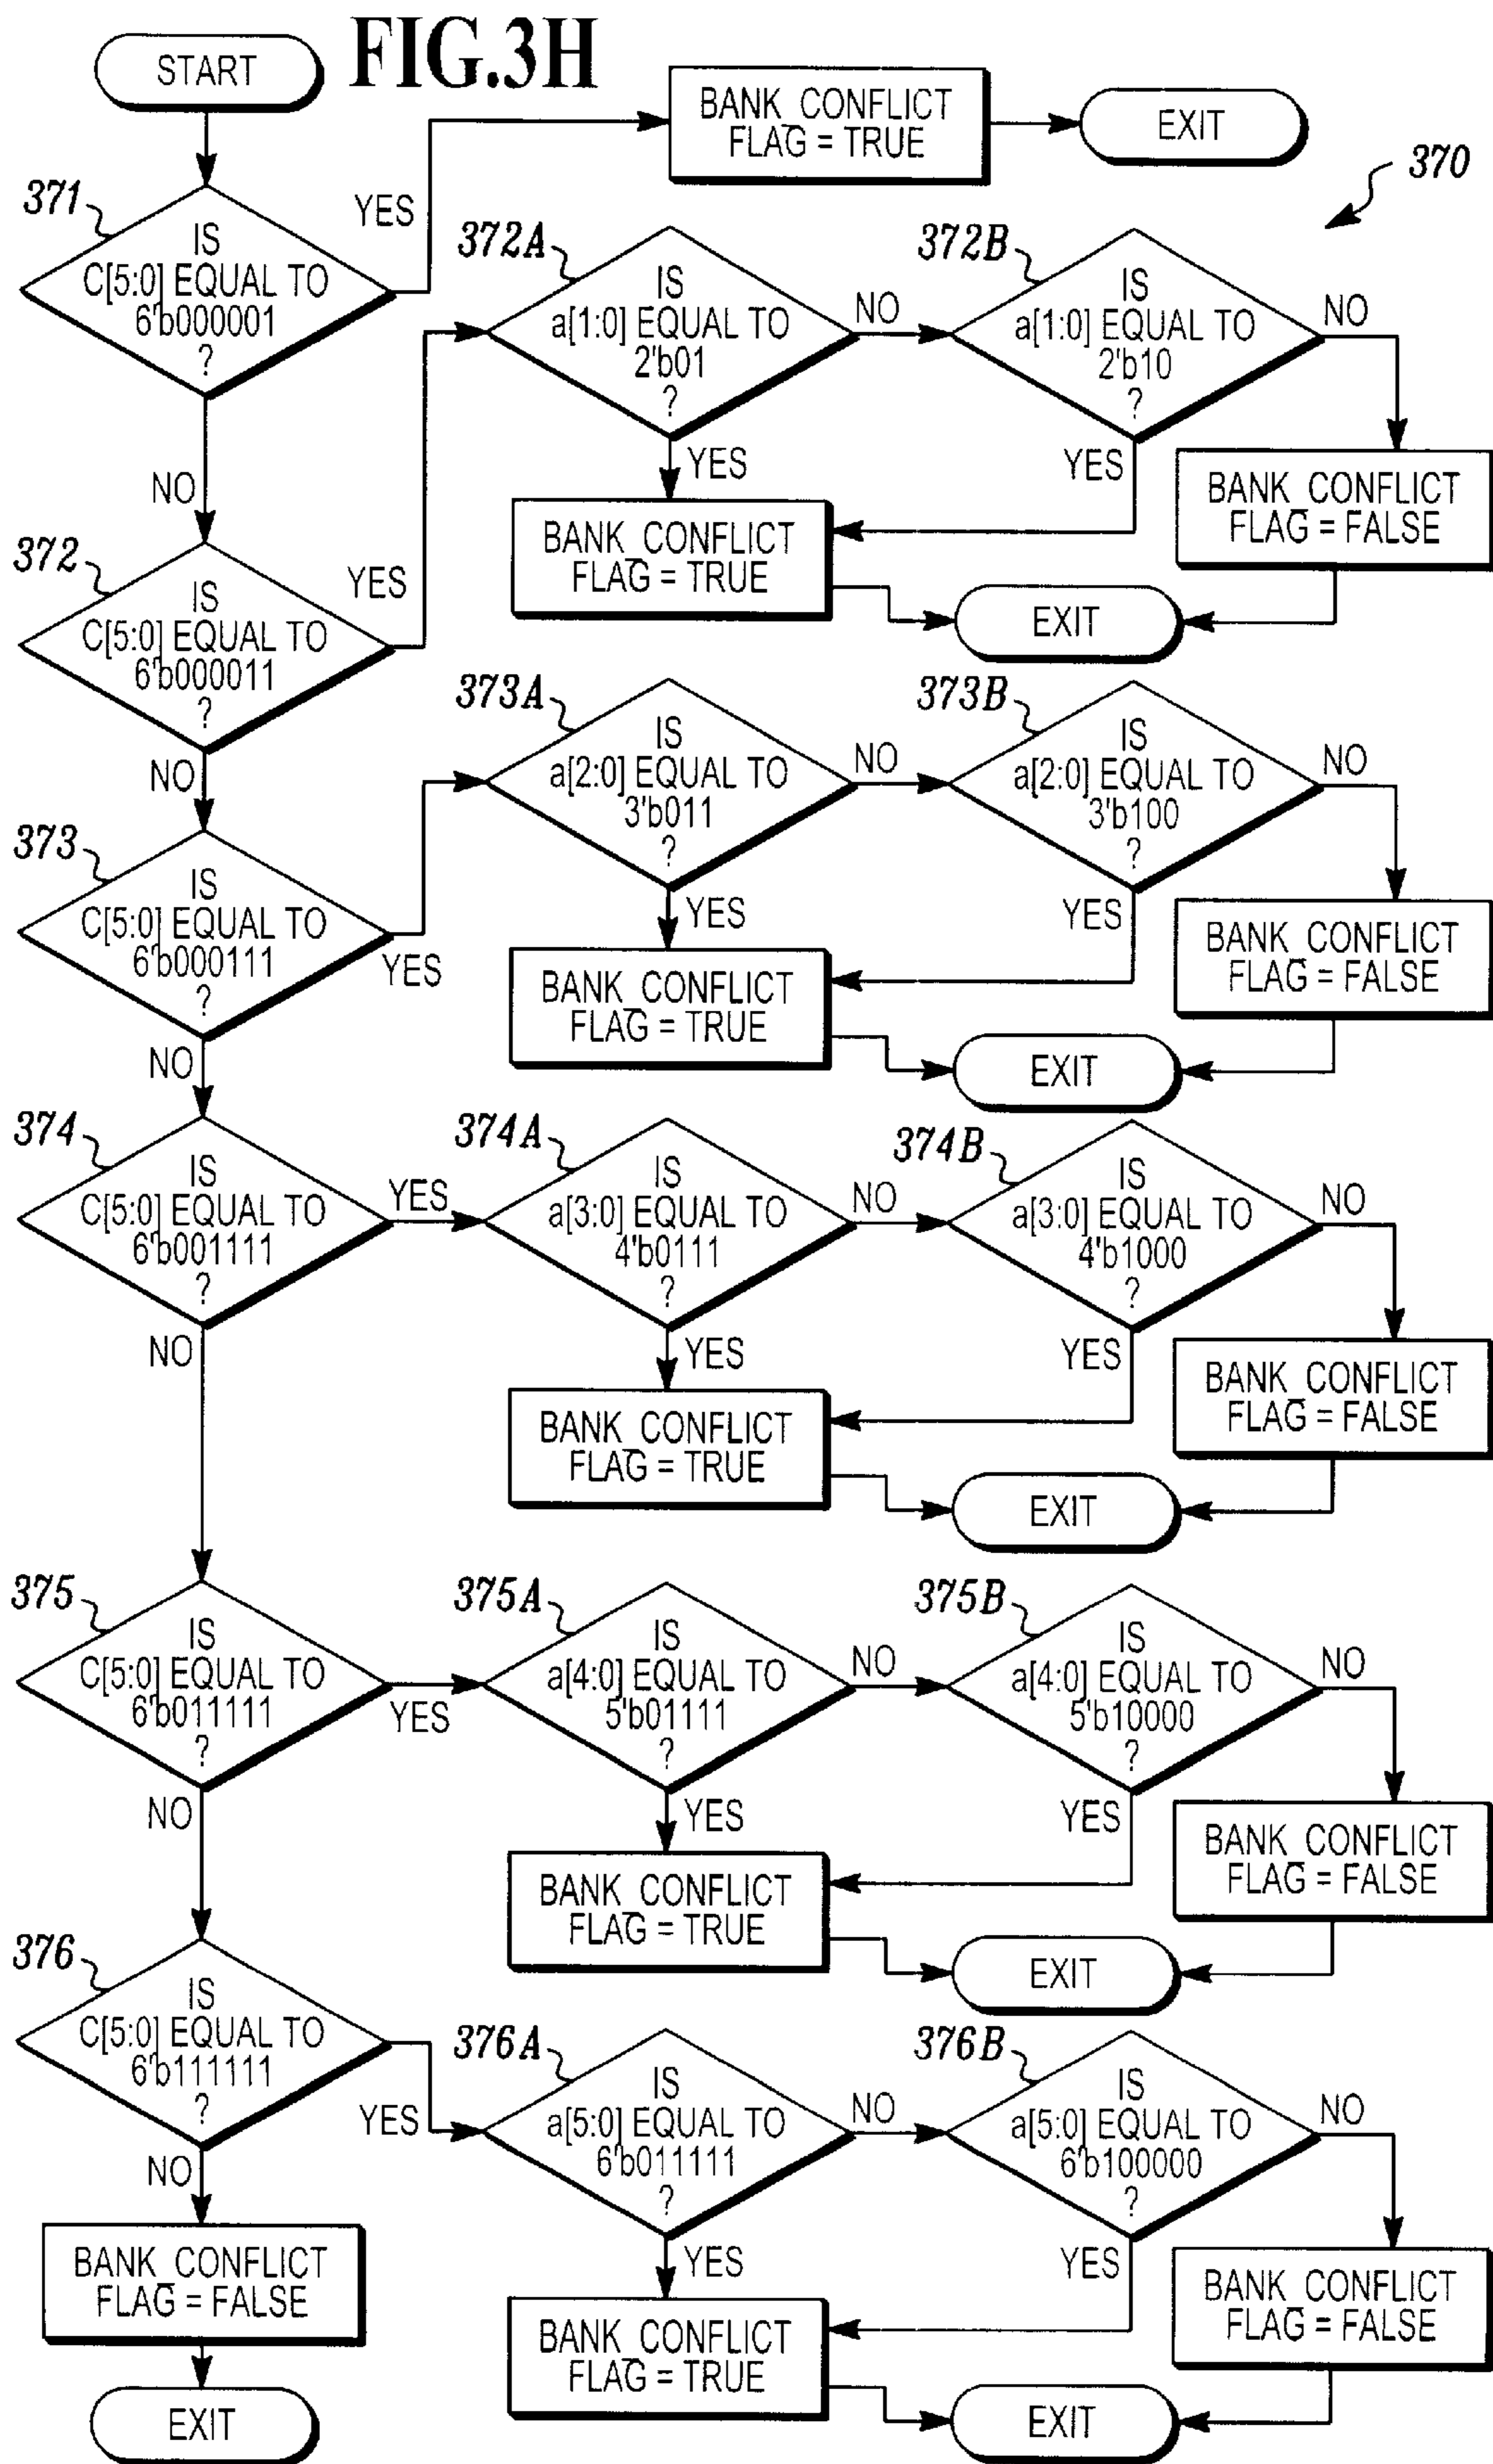 FIG.3H
START
BANK_CONFLICT
FLAG = TRUE
EXIT
370
371
IS
C[5:0] EQUAL TO
6'b000001
?
YES
NO
372A
IS
a[1:0] EQUAL TO
2'b01
?
NO
YES
372B
IS
a[1:0] EQUAL TO
2'b10
?
NO
YES
BANK_CONFLICT
FLAG = TRUE
BANK_CONFLICT
FLAG = FALSE
EXIT
372
IS
C[5:0] EQUAL TO
6'b000011
?
YES
NO
373A
IS
a[2:0] EQUAL TO
3'b011
?
NO
YES
373B
IS
a[2:0] EQUAL TO
3'b100
?
NO
YES
BANK_CONFLICT
FLAG = TRUE
BANK_CONFLICT
FLAG = FALSE
EXIT
373
IS
C[5:0] EQUAL TO
6'b000111
?
YES
NO
374
IS
C[5:0] EQUAL TO
6'b001111
?
YES
NO
374A
IS
a[3:0] EQUAL TO
4'b0111
?
NO
YES
374B
IS
a[3:0] EQUAL TO
4'b1000
?
NO
YES
BANK_CONFLICT
FLAG = TRUE
BANK_CONFLICT
FLAG = FALSE
EXIT
375
IS
C[5:0] EQUAL TO
6'b011111
?
YES
NO
375A
IS
a[4:0] EQUAL TO
5'b01111
?
NO
YES
375B
IS
a[4:0] EQUAL TO
5'b10000
?
NO
YES
BANK_CONFLICT
FLAG = TRUE
BANK_CONFLICT
FLAG = FALSE
EXIT
376
IS
C[5:0] EQUAL TO
6'b111111
?
YES
NO
376A
IS
a[5:0] EQUAL TO
6'b011111
?
NO
YES
376B
IS
a[5:0] EQUAL TO
6'b100000
?
NO
YES
BANK_CONFLICT
FLAG = FALSE
EXIT
BANK_CONFLICT
FLAG = TRUE
BANK_CONFLICT
FLAG = FALSE
EXIT